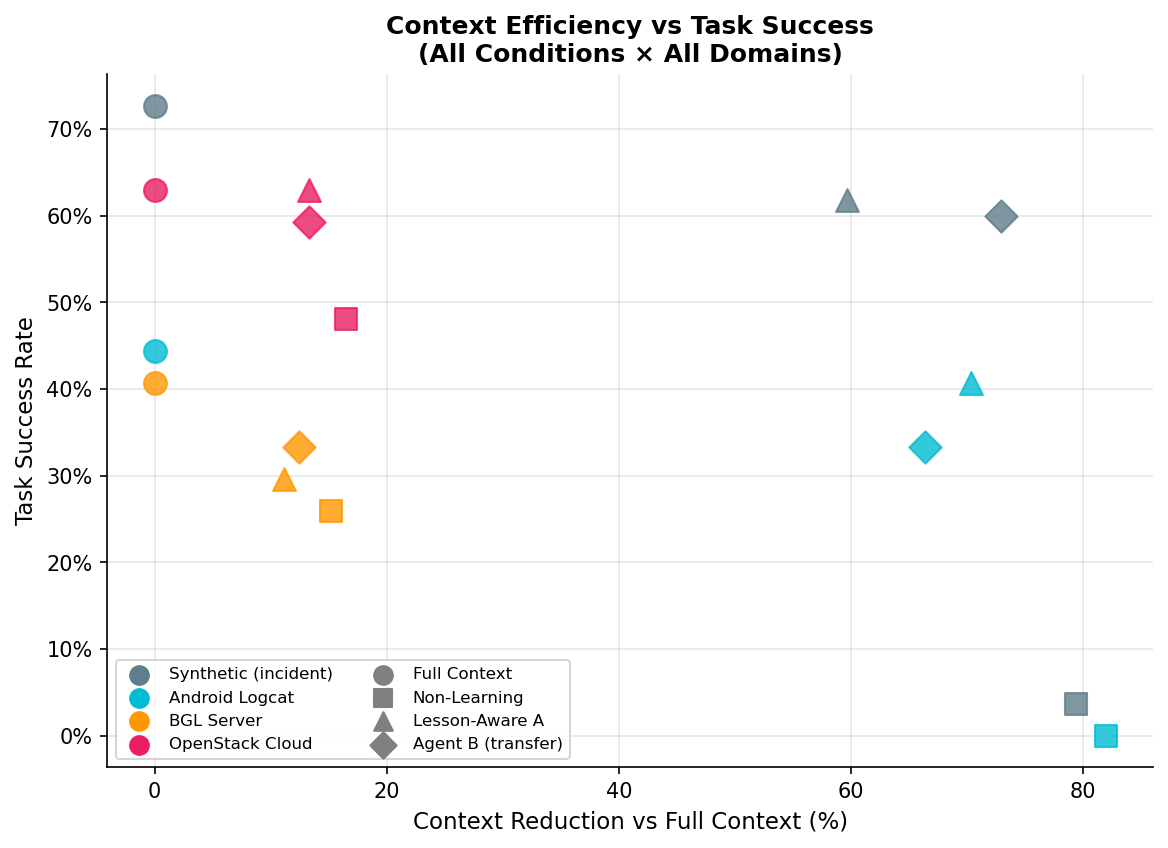 Context Efficiency vs Task Success
(All Conditions × All Domains)
Task Success Rate
70%
60%
50%
40%
30%
20%
10%
0%
Synthetic (incident)
Android Logcat
BGL Server
OpenStack Cloud
Full Context
Non-Learning
Lesson-Aware A
Agent B (transfer)
0
20
40
60
80
Context Reduction vs Full Context (%)